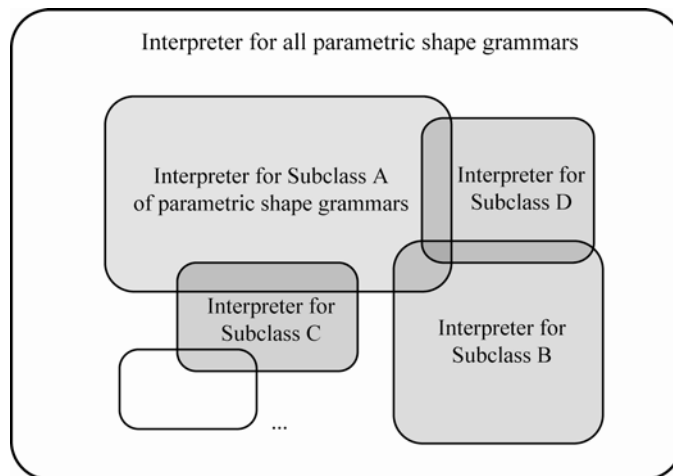 Interpreter for all parametric shape grammars
Interpreter for Subclass A
of parametric shape grammars
Interpreter for
Subclass D
Interpreter for
Subclass C
Interpreter for
Subclass B
...